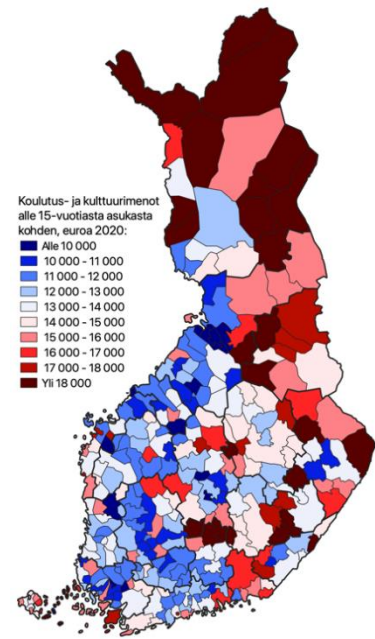 Koulutus- ja kulttuurimenot
alle 15-vuotiasta asukasta
kohden, euroa 2020:
Alle 10 000
10 000 - 11 000
11 000 - 12 000
12 000 - 13 000
13 000 - 14 000
14 000 - 15 000
15 000 - 16 000
16 000 - 17 000
17 000 - 18 000
Yli 18 000